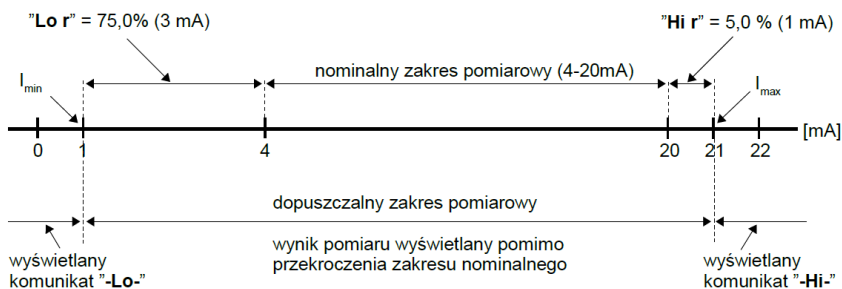 "Lo r" = 75,0% (3 mA)
"Hi r" = 5,0 % (1 mA)
I min
nominalny zakres pomiarowy (4-20mA)
I max
[mA]
0 1 4 20 21 22
dopuszczalny zakres pomiarowy
wyświetlany
komunikat "-Lo-"
wynik pomiaru wyświetlany pomimo
przekroczenia zakresu nominalnego
wyświetlany
komunikat "-Hi-"